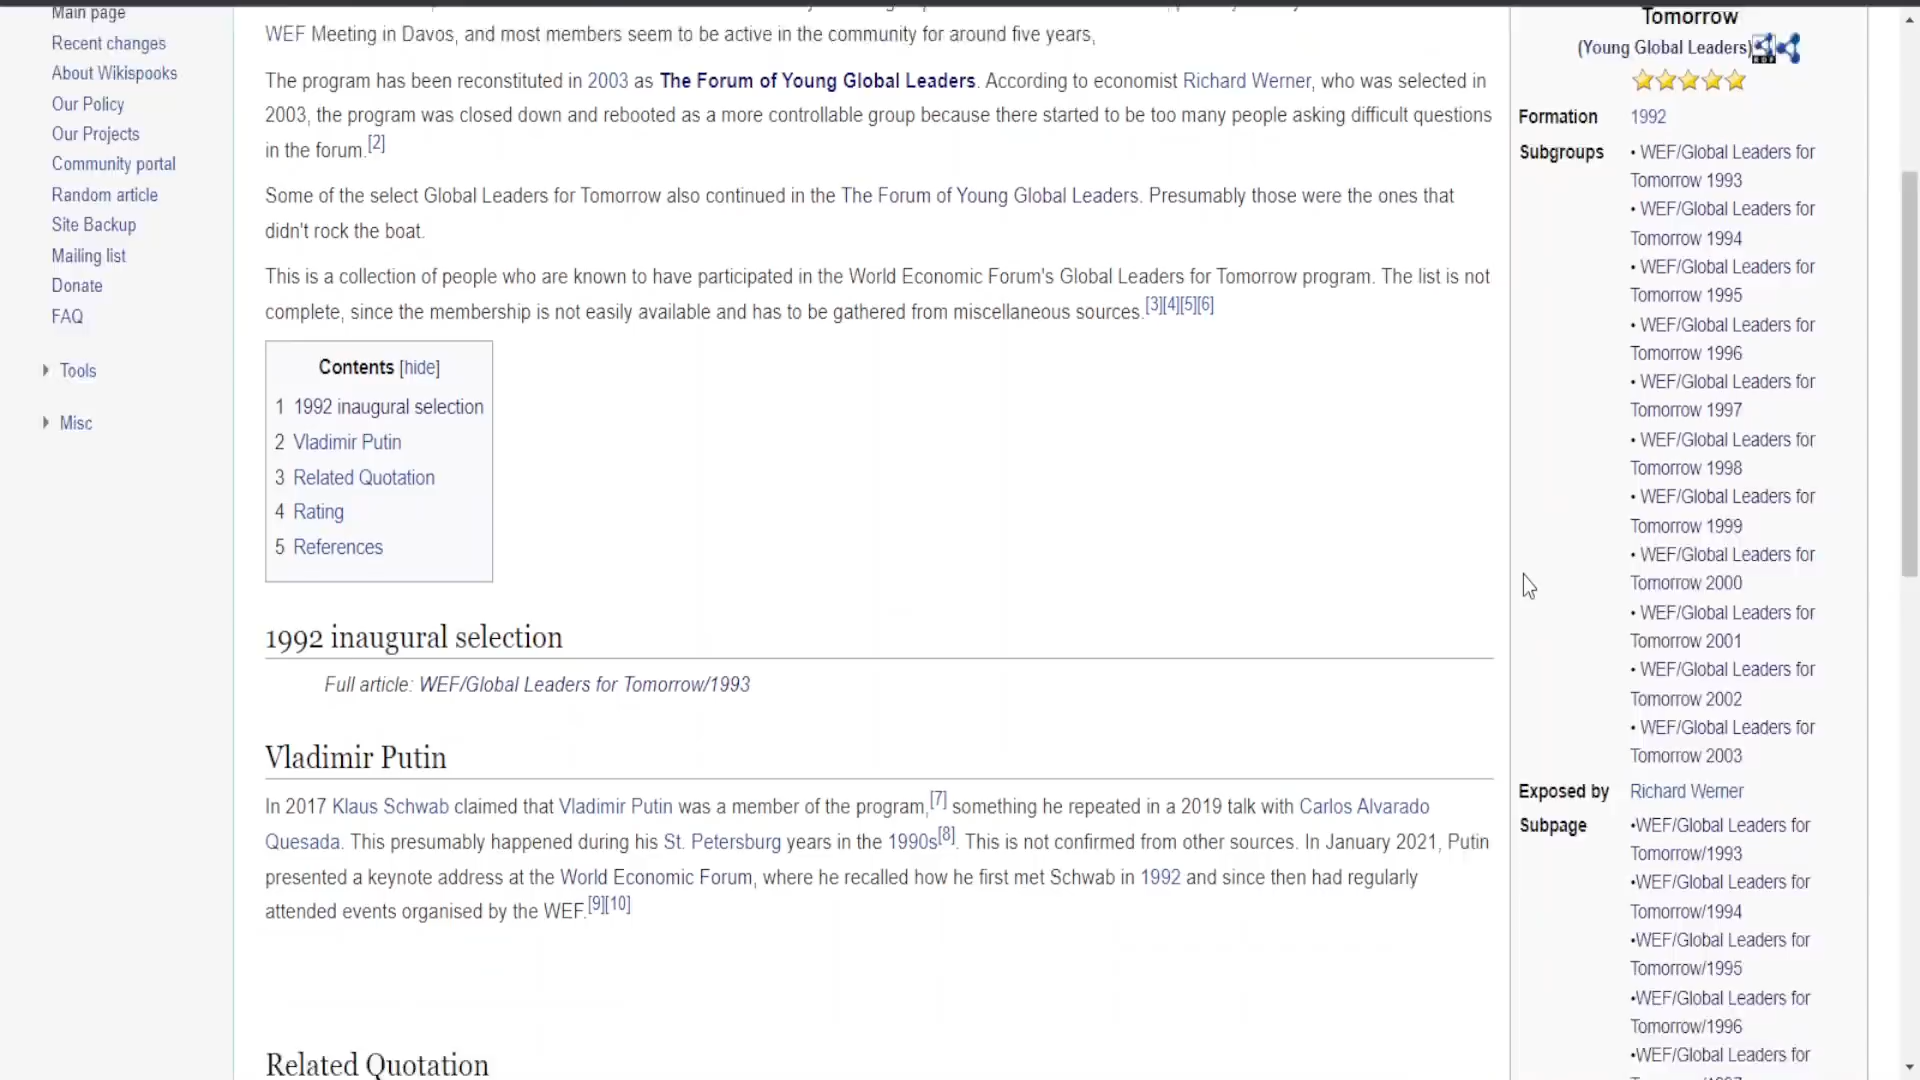 Main page
Recent changes
About Wikispooks
Our Policy
Our Projects
Community portal
Random article
Site Backup
Mailing list
Donate
FAQ
Tools
Misc
WEF Meeting in Davos, and most members seem to be active in the community for around five years,
The program has been reconstituted in 2003 as The Forum of Young Global Leaders. According to economist Richard Werner, who was selected in
2003, the program was closed down and rebooted as a more controllable group because there started to be too many people asking difficult questions
in the forum.[2]
Some of the select Global Leaders for Tomorrow also continued in the The Forum of Young Global Leaders. Presumably those were the ones that
didn't rock the boat.
This is a collection of people who are known to have participated in the World Economic Forum's Global Leaders for Tomorrow program. The list is not
complete, since the membership is not easily available and has to be gathered from miscellaneous sources.[3][4][5][6]
Contents [hide]
1 1992 inaugural selection
2 Vladimir Putin
3 Related Quotation
4 Rating
5 References
1992 inaugural selection
Full article: WEF/Global Leaders for Tomorrow/1993
Vladimir Putin
In 2017 Klaus Schwab claimed that Vladimir Putin was a member of the program,[7] something he repeated in a 2019 talk with Carlos Alvarado
Quesada. This presumably happened during his St. Petersburg years in the 1990s[8]. This is not confirmed from other sources. In January 2021, Putin
presented a keynote address at the World Economic Forum, where he recalled how he first met Schwab in 1992 and since then had regularly
attended events organised by the WEF.[9][10]
Related Quotation
Tomorrow
(Young Global Leaders)
Formation 1992
Subgroups • WEF/Global Leaders for
Tomorrow 1993
• WEF/Global Leaders for
Tomorrow 1994
• WEF/Global Leaders for
Tomorrow 1995
• WEF/Global Leaders for
Tomorrow 1996
• WEF/Global Leaders for
Tomorrow 1997
• WEF/Global Leaders for
Tomorrow 1998
• WEF/Global Leaders for
Tomorrow 1999
• WEF/Global Leaders for
Tomorrow 2000
• WEF/Global Leaders for
Tomorrow 2001
• WEF/Global Leaders for
Tomorrow 2002
• WEF/Global Leaders for
Tomorrow 2003
Exposed by Richard Werner
Subpage •WEF/Global Leaders for
Tomorrow/1993
•WEF/Global Leaders for
Tomorrow/1994
•WEF/Global Leaders for
Tomorrow/1995
•WEF/Global Leaders for
Tomorrow/1996
•WEF/Global Leaders for